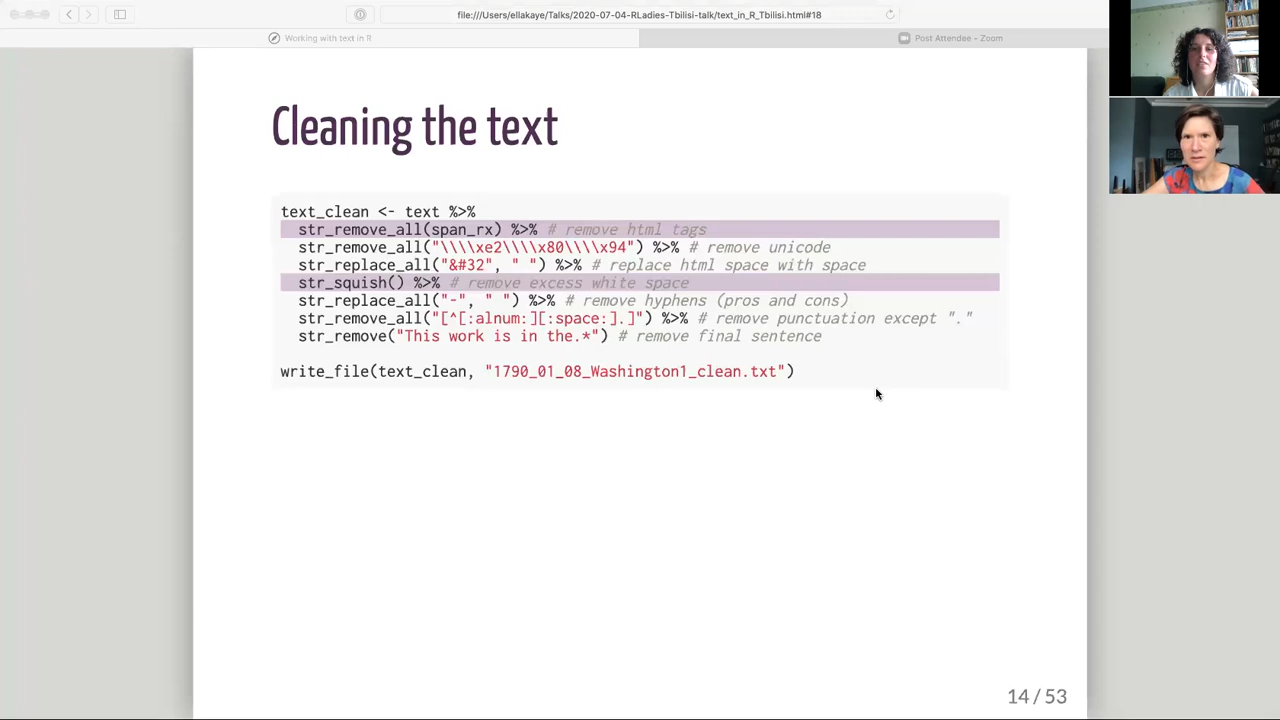 file:///Users/ellakaye/Talks/2020-07-04-RLadies-Tbilisi-talk/text_in_R_Tbilisi.html#18
Working with text in R
Post Attendee - Zoom
Cleaning the text
text_clean <- text %>%
str_remove_all(span_rx) %>% # remove html tags
str_remove_all("\\\\xe2\\\\x80\\\\x94") %>% # remove unicode
str_replace_all("&#32", " ") %>% # replace html space with space
str_squish() %>% # remove excess white space
str_replace_all("-", " ") %>% # remove hyphens (pros and cons)
str_remove_all("[^[:alnum:][:space:].]") %>% # remove punctuation except "."
str_remove("This work is in the.*") # remove final sentence
write_file(text_clean, "1790_01_08_Washington1_clean.txt")
14 / 53